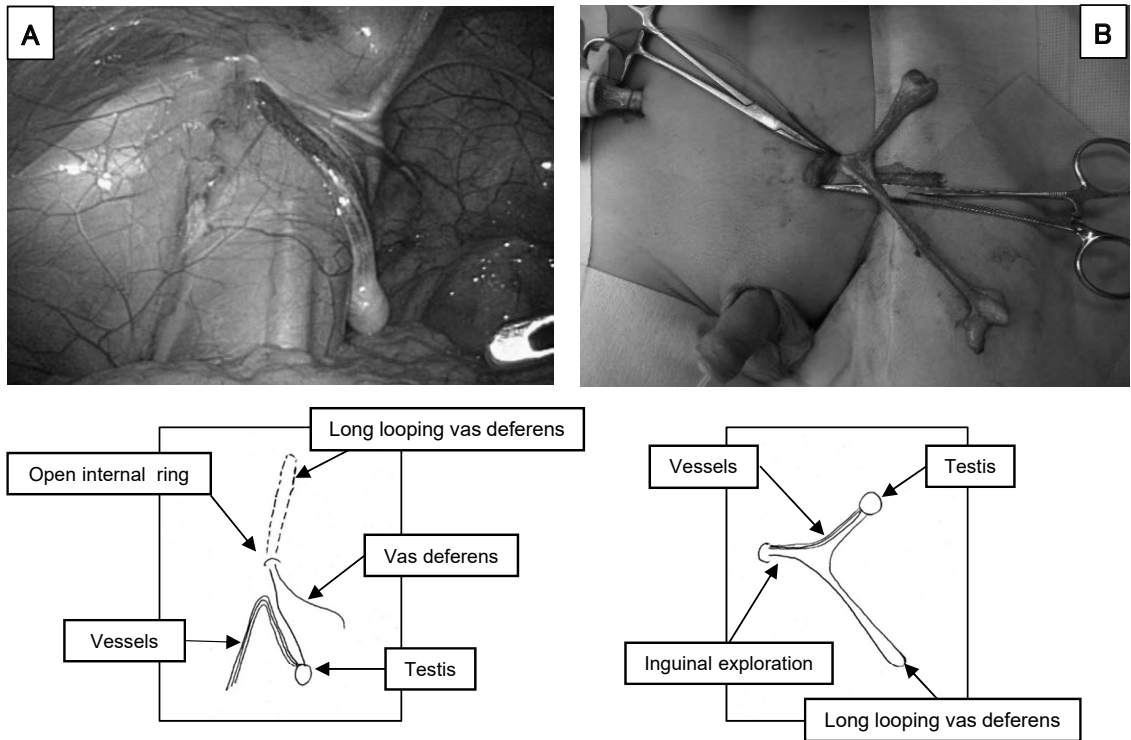 A
B
Long looping vas deferens
Open internal ring
Vas deferens
Vessels
Testis
Vessels
Testis
Inguinal exploration
Long looping vas deferens